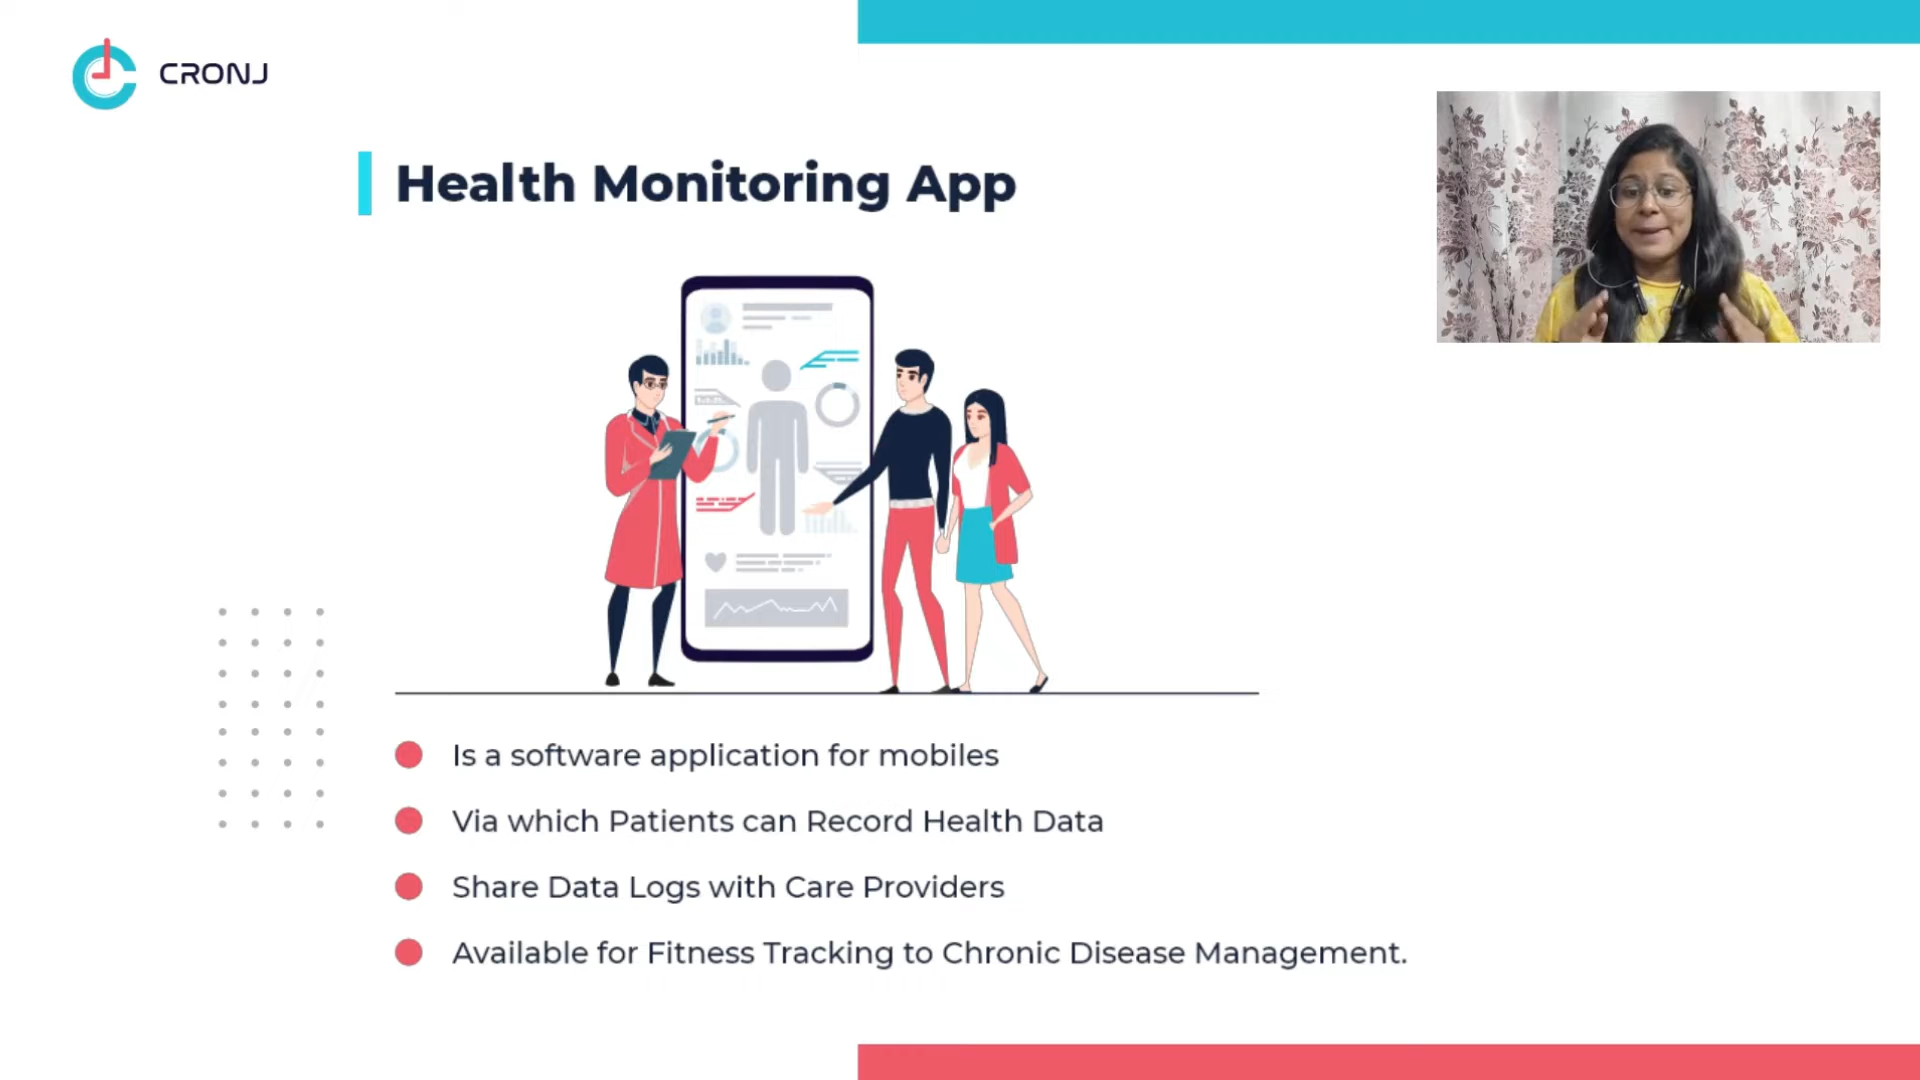 CRONJ
Health Monitoring App
Is a software application for mobiles
Via which Patients can Record Health Data
Share Data Logs with Care Providers
Available for Fitness Tracking to Chronic Disease Management.